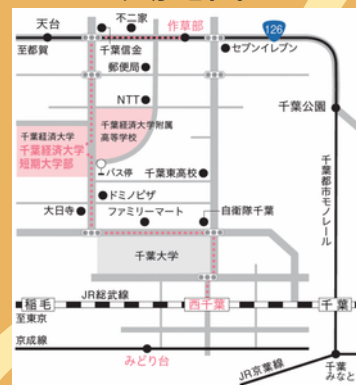 天台
不二家
作草部
126
至都賀
千葉信金
セブンイレブン
郵便局
NTT
千葉公園
千葉経済大学附属
高等学校
千葉経済大学
千葉経済大学
短期大学部
バス停
千葉東高校
千葉都市モノレール
ドミノピザ
大日寺
ファミリーマート
自衛隊千葉
千葉大学
JR総武線
稲毛
西千葉
千葉
至東京
京成線
みどり台
JR京葉線
千葉
みなと